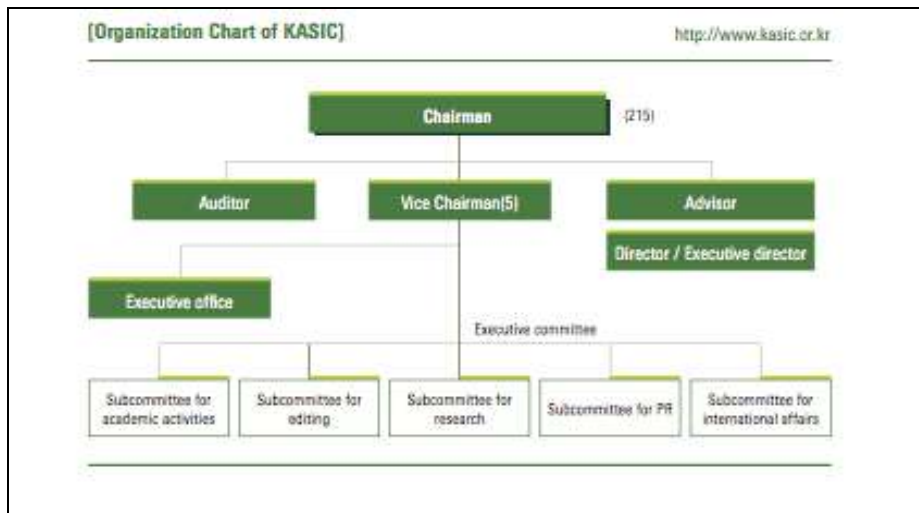 [Organization Chart of KASIC]
http://www.kasic.or.kr
Chairman
(215)
Auditor
Vice Chairman(5)
Advisor
Director / Executive director
Executive office
Executive committee
Subcommittee for
academic activities
Subcommittee for
editing
Subcommittee for
research
Subcommittee for PR
Subcommittee for
international affairs